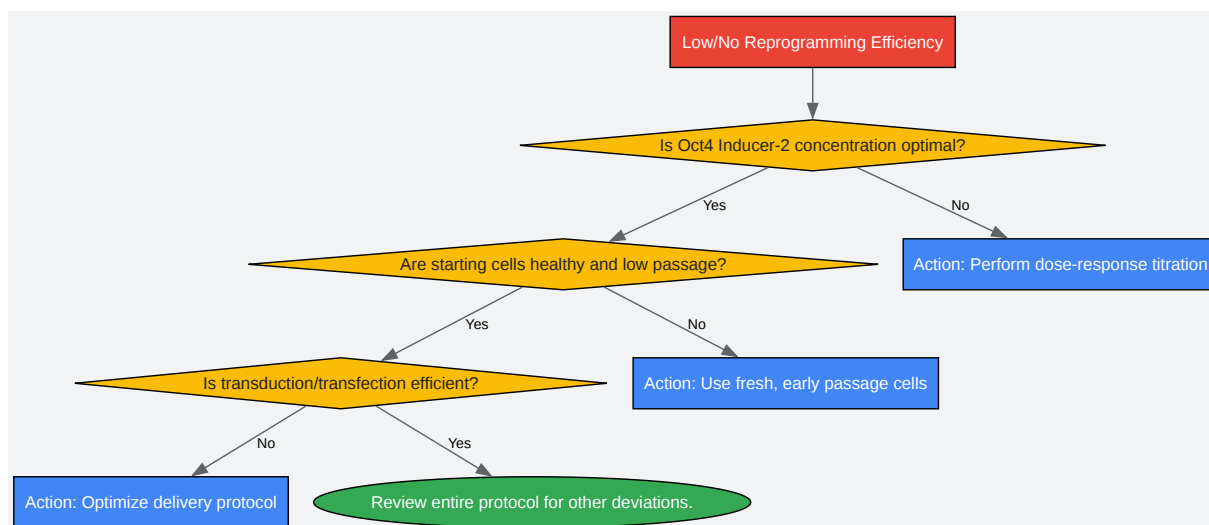 Low/No Reprogramming Efficiency
Is Oct4 Inducer-2 concentration optimal?
Yes
No
Are starting cells healthy and low passage?
Action: Perform dose-response titration
Yes
No
Is transduction/transfection efficient?
Action: Use fresh, early passage cells
No
Yes
Action: Optimize delivery protocol
Review entire protocol for other deviations.